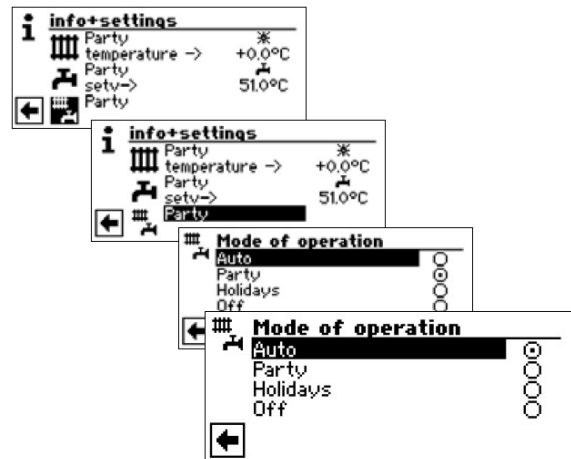 info+settings
Party
temperature -> +0.0°C
Party
setv-> 51.0°C
Party
info+settings
Party
temperature -> +0.0°C
Party
setv-> 51.0°C
Party
Mode of operation
Auto
Party
Holidays
Off
Mode of operation
Auto
Party
Holidays
Off